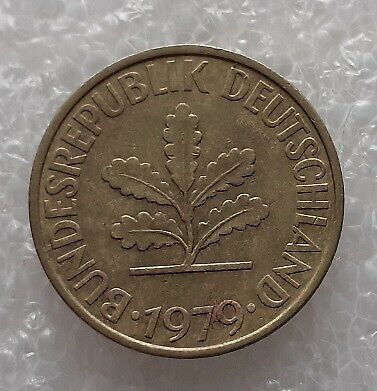 BUNDESREPUBLIK DEUTSCHLAND
· 1979 ·